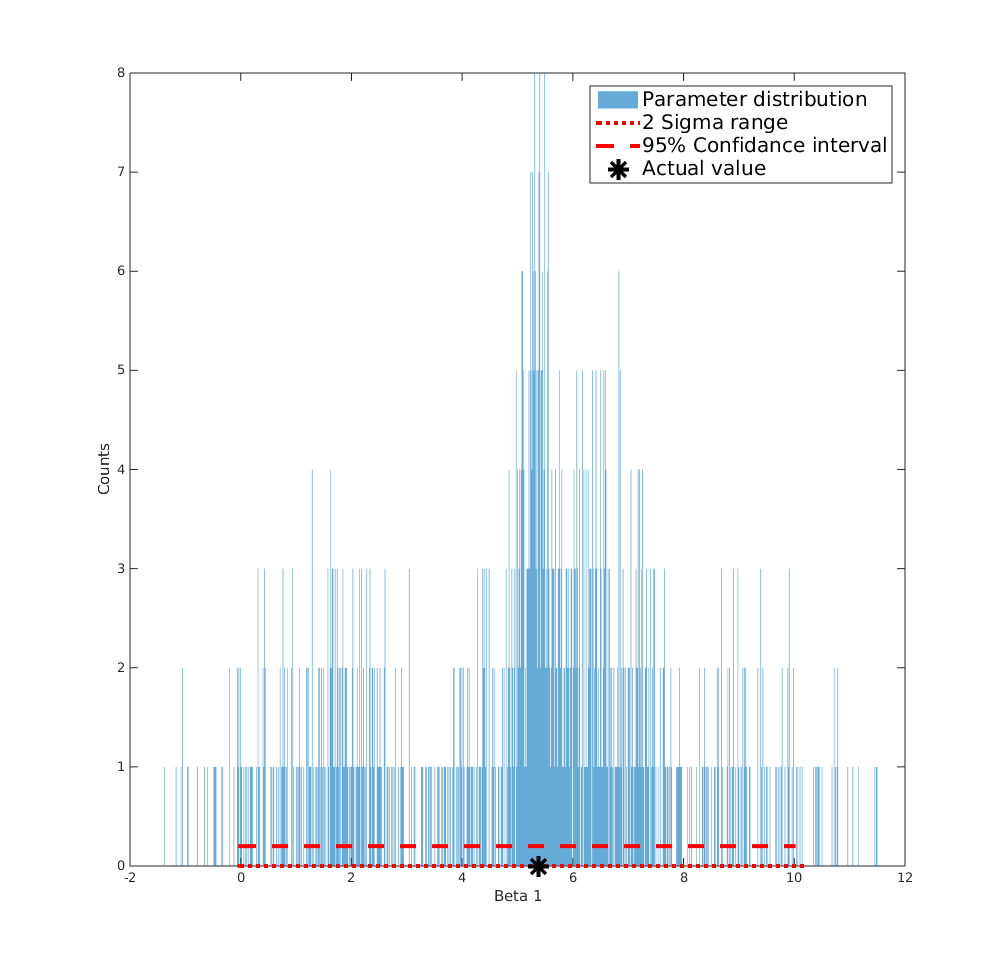 8
7
6
5
4
3
2
1
0
Counts
-2 0 2 4 6 8 10 12
Beta 1
Parameter distribution
2 Sigma range
95% Confidance interval
Actual value